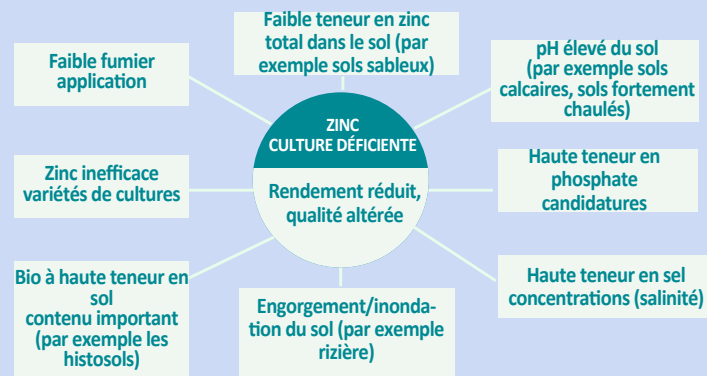 Faible teneur en zinc
total dans le sol (par
exemple sols sableux)
Faible fumier
application
pH élevé du sol
(par exemple sols
calcaires, sols fortement
chaulés)
ZINC
CULTURE DÉFICIENTE
Rendement réduit,
qualité altérée
Zinc inefficace
variétés de cultures
Haute teneur en
phosphate
candidatures
Bio à haute teneur en
sol
contenu important
(par exemple les
histosols)
Engorgement/inonda-
tion du sol (par exemple
rizière)
Haute teneur en sel
concentrations (salinité)